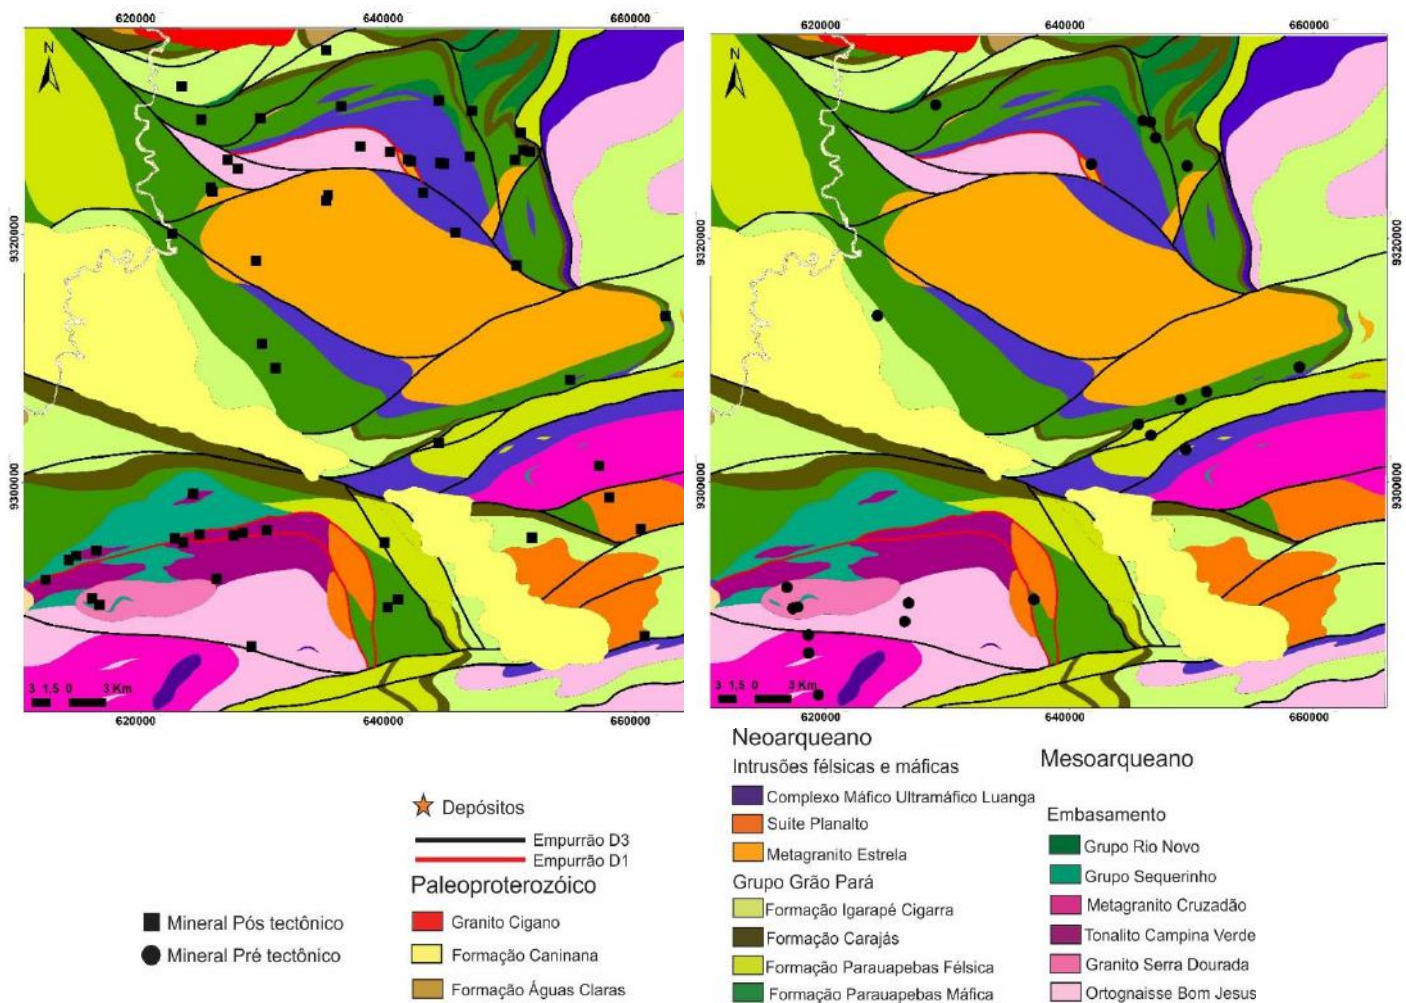 620000 640000 660000
620000 640000 660000
N
N
9320000
9320000
9320000
9300000
9300000
9300000
3 1,5 0 3 Km
3 1,5 0 3 Km
620000 640000 660000
620000 640000 660000
Depósitos
Empurrão D3
Empurrão D1
Paleoproterozóico
Granito Cigano
Formação Caninana
Formação Águas Claras
Mineral Pós tectônico
Mineral Pré tectônico
Neoarqueano
Intrusões félsicas e máficas
Complexo Máfico Ultramáfico Luanga
Suite Planalto
Metagranito Estrela
Grupo Grão Pará
Formação Igarapé Cigarra
Formação Carajás
Formação Parauapebas Félsica
Formação Parauapebas Máfica
Mesoarqueano
Embasamento
Grupo Rio Novo
Grupo Sequerinho
Metagranito Cruzadão
Tonalito Campina Verde
Granito Serra Dourada
Ortognaisse Bom Jesus